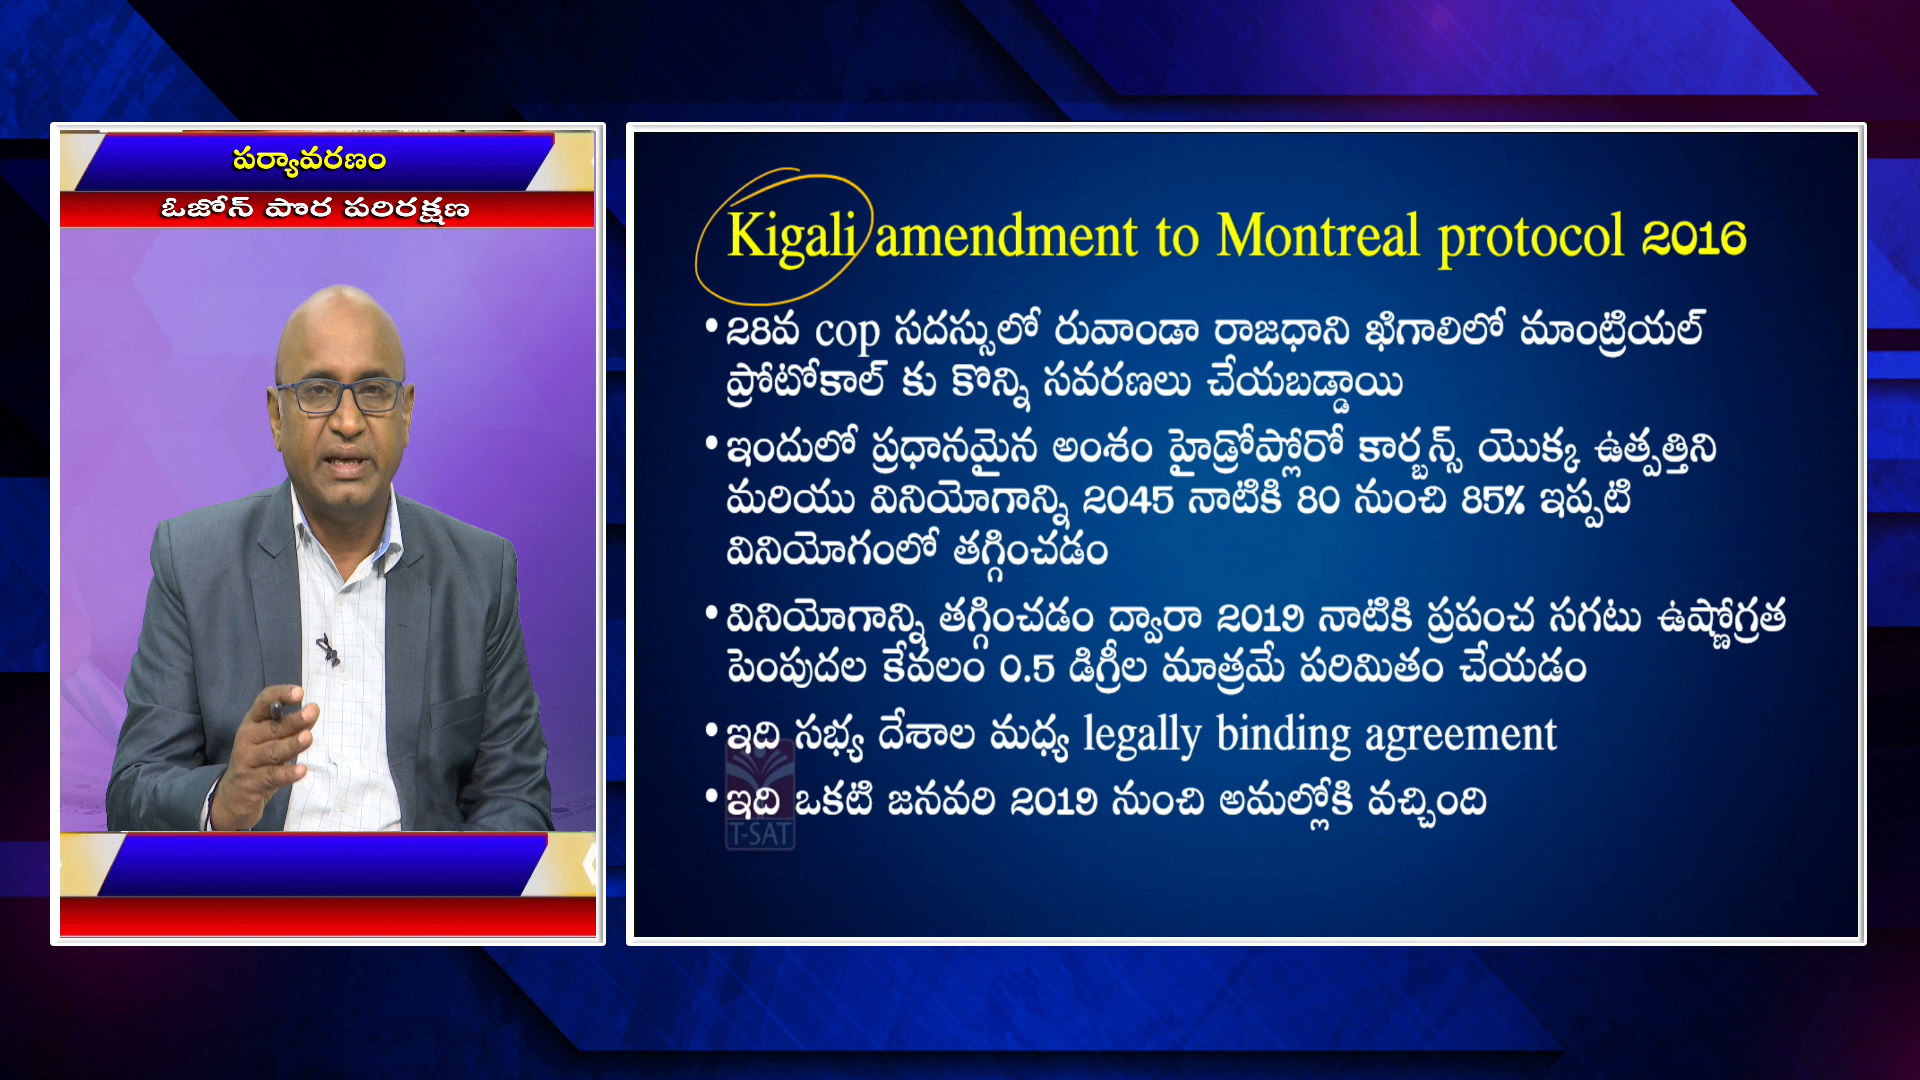 పర్యావరణం
ఓజోన్ పొర పరిరక్షణ
Kigali amendment to Montreal protocol 2016
• 28వ cop సదస్సులో రువాండా రాజధాని ఖిగాలిలో మాంట్రియల్
ప్రోటోకాల్ కు కొన్ని సవరణలు చేయబడ్డాయి
• ఇందులో ప్రధానమైన అంశం హైడ్రోఫ్లోరో కార్బన్స్ యొక్క ఉత్పత్తిని
మరియు వినియోగాన్ని 2045 నాటికి 80 నుంచి 85% ఇప్పటి
వినియోగంలో తగ్గించడం
• వినియోగాన్ని తగ్గించడం ద్వారా 2019 నాటికి ప్రపంచ సగటు ఉష్ణోగ్రత
పెంపుదల కేవలం 0.5 డిగ్రీల మాత్రమే పరిమితం చేయడం
• ఇది సభ్య దేశాల మధ్య legally binding agreement
• ఇది ఒకటి జనవరి 2019 నుంచి అమల్లోకి వచ్చింది
T-SAT